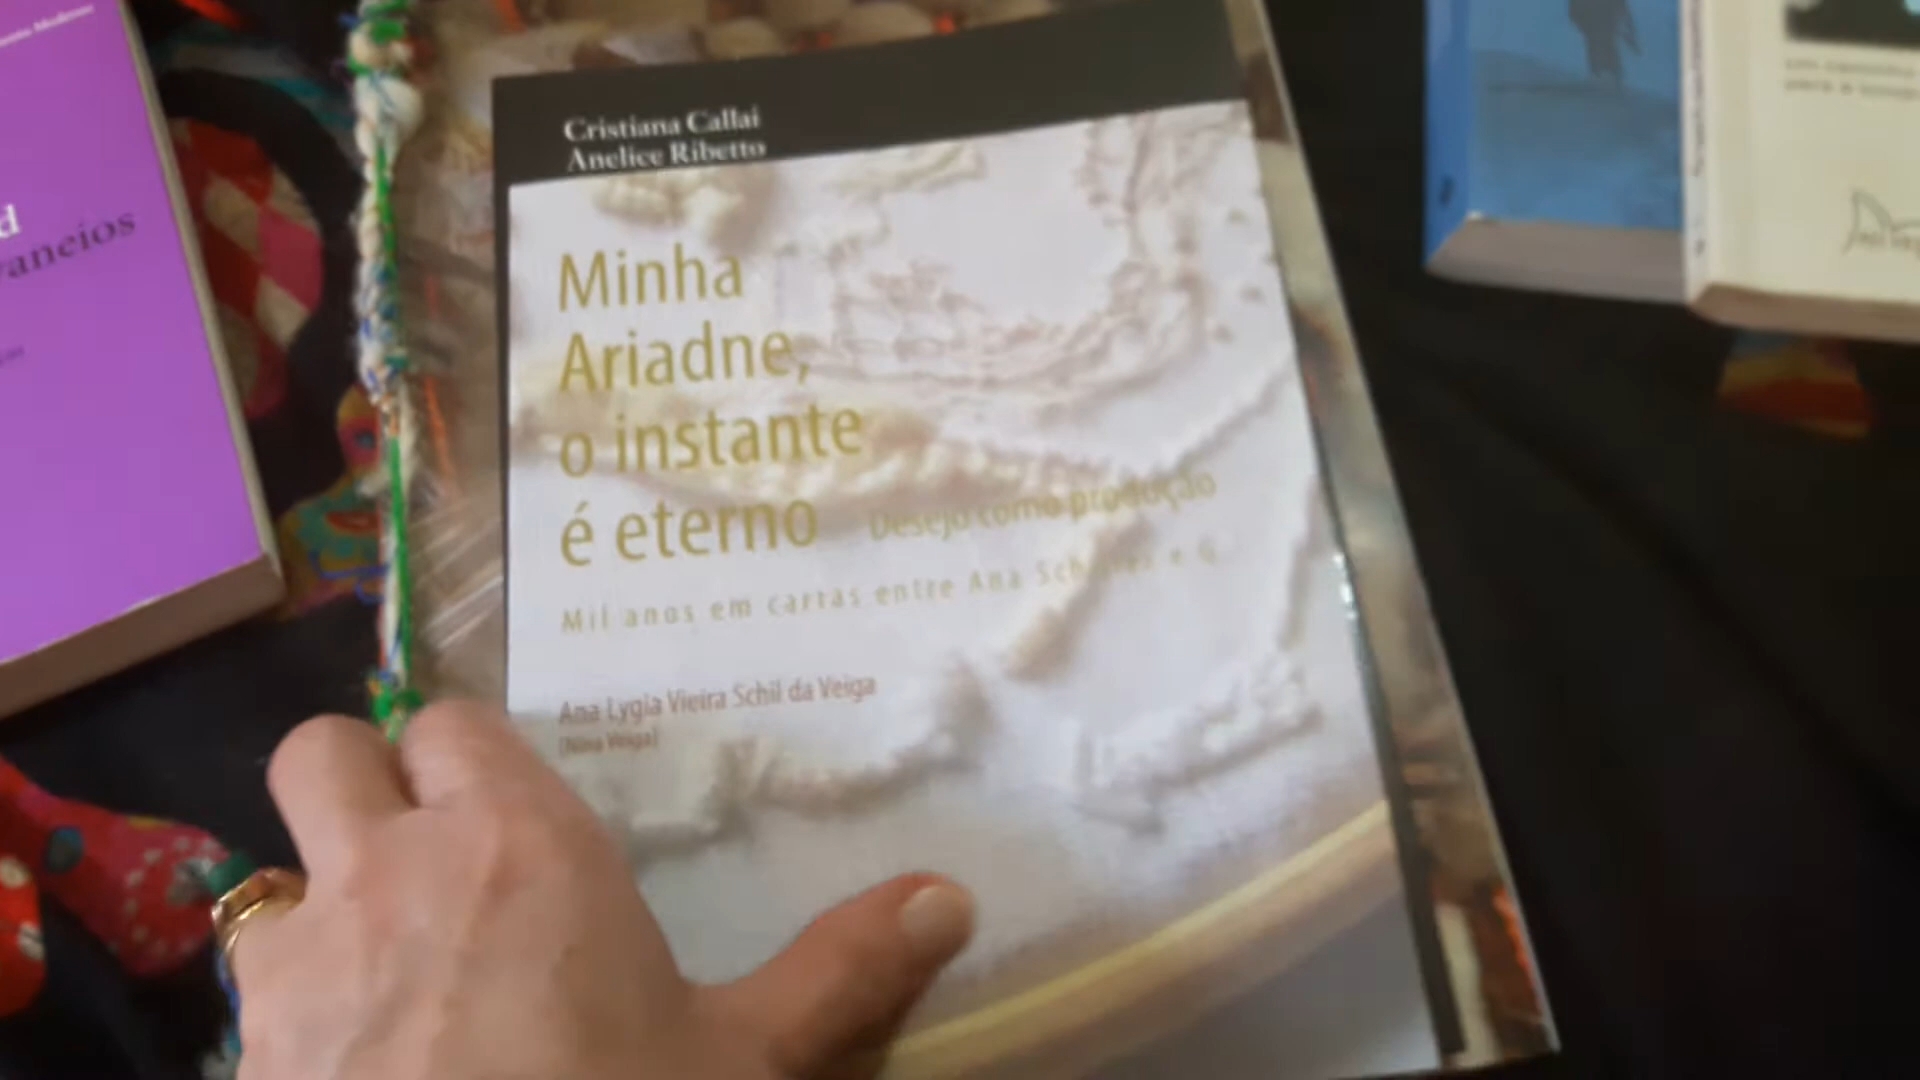 Cristiana Callai
Anelice Ribetto
Minha
Ariadne,
o instante
é eterno
Desejo como produção
Mil anos em cartas entre Ana
Ana Lygia Vieira Schil da Veiga
(Nina Veiga)